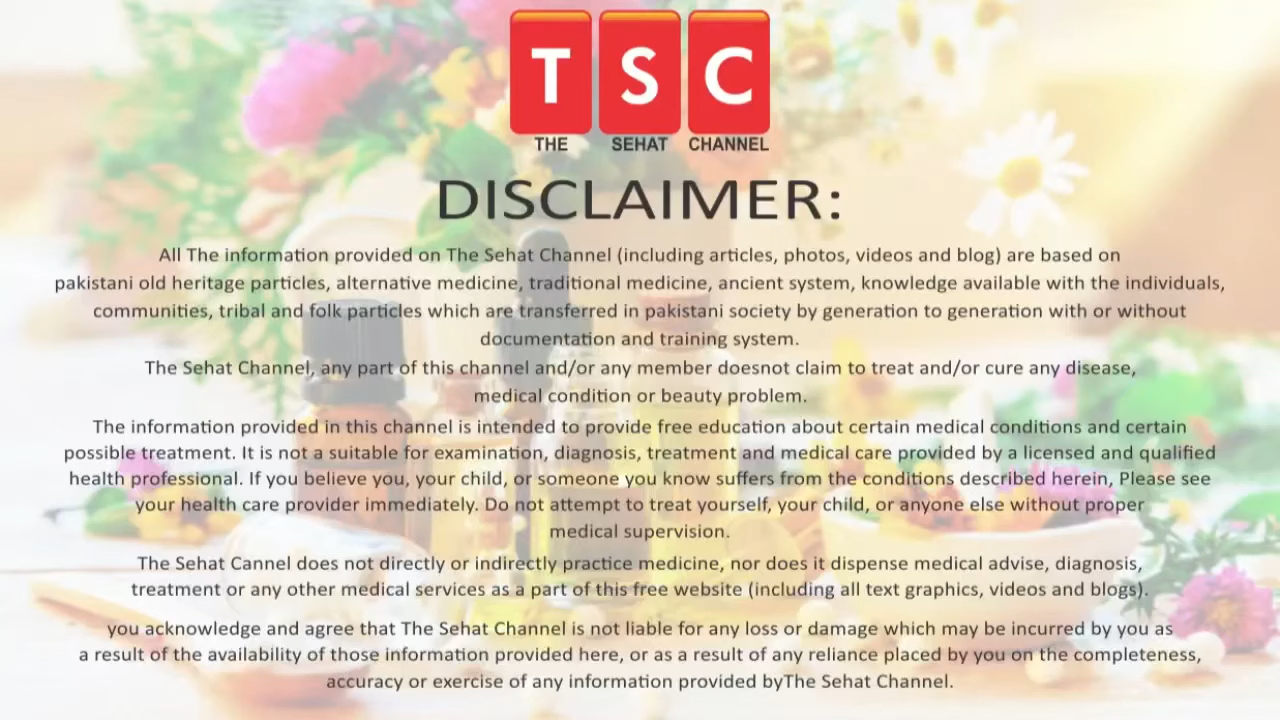 T S C
THE SEHAT CHANNEL
DISCLAIMER:
All The information provided on The Sehat Channel (including articles, photos, videos and blog) are based on
pakistani old heritage particles, alternative medicine, traditional medicine, ancient system, knowledge available with the individuals,
communities, tribal and folk particles which are transferred in pakistani society by generation to generation with or without
documentation and training system.
The Sehat Channel, any part of this channel and/or any member doesnot claim to treat and/or cure any disease,
medical condition or beauty problem.
The information provided in this channel is intended to provide free education about certain medical conditions and certain
possible treatment. It is not a suitable for examination, diagnosis, treatment and medical care provided by a licensed and qualified
health professional. If you believe you, your child, or someone you know suffers from the conditions described herein, Please see
your health care provider immediately. Do not attempt to treat yourself, your child, or anyone else without proper
medical supervision.
The Sehat Cannel does not directly or indirectly practice medicine, nor does it dispense medical advise, diagnosis,
treatment or any other medical services as a part of this free website (including all text graphics, videos and blogs).
you acknowledge and agree that The Sehat Channel is not liable for any loss or damage which may be incurred by you as
a result of the availability of those information provided here, or as a result of any reliance placed by you on the completeness,
accuracy or exercise of any information provided byThe Sehat Channel.